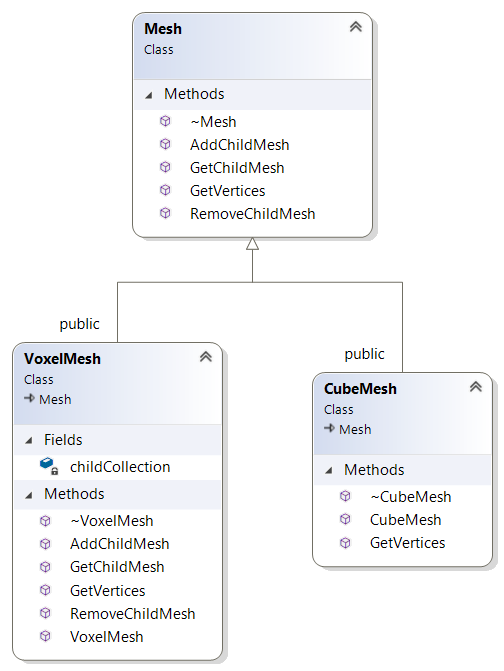 Mesh
Class
Methods
~Mesh
AddChildMesh
GetChildMesh
GetVertices
RemoveChildMesh
public
VoxelMesh
Class
Mesh
Fields
childCollection
Methods
~VoxelMesh
AddChildMesh
GetChildMesh
GetVertices
RemoveChildMesh
VoxelMesh
public
CubeMesh
Class
Mesh
Methods
~CubeMesh
CubeMesh
GetVertices